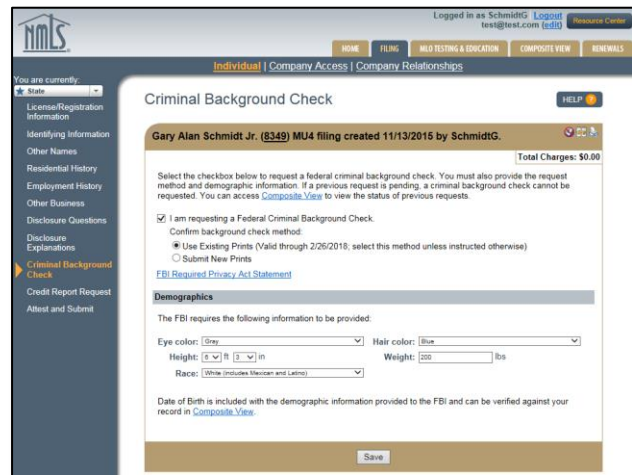 NMLS
Logged in as SchmidtG Logout
test@test.com (edit)
Resource Center
HOME FILING MLO TESTING & EDUCATION COMPOSITE VIEW RENEWALS
Individual | Company Access | Company Relationships
You are currently:
State
License/Registration
Information
Identifying Information
Other Names
Residential History
Employment History
Other Business
Disclosure Questions
Disclosure
Explanations
Criminal Background
Check
Credit Report Request
Attest and Submit
Criminal Background Check
HELP ?
Gary Alan Schmidt Jr. (8349) MU4 filing created 11/13/2015 by SchmidtG.
Total Charges: $0.00
Select the checkbox below to request a federal criminal background check. You must also provide the request
method and demographic information. If a previous request is pending, a criminal background check cannot be
requested. You can access Composite View to view the status of previous requests.
I am requesting a Federal Criminal Background Check.
Confirm background check method:
Use Existing Prints (Valid through 2/26/2018; select this method unless instructed otherwise)
Submit New Prints
FBI Required Privacy Act Statement
Demographics
The FBI requires the following information to be provided:
Eye color: Gray Hair color: Blue
Height: 6 ft 3 in Weight: 200 lbs
Race: White (includes Mexican and Latino)
Date of Birth is included with the demographic information provided to the FBI and can be verified against your
record in Composite View.
Save